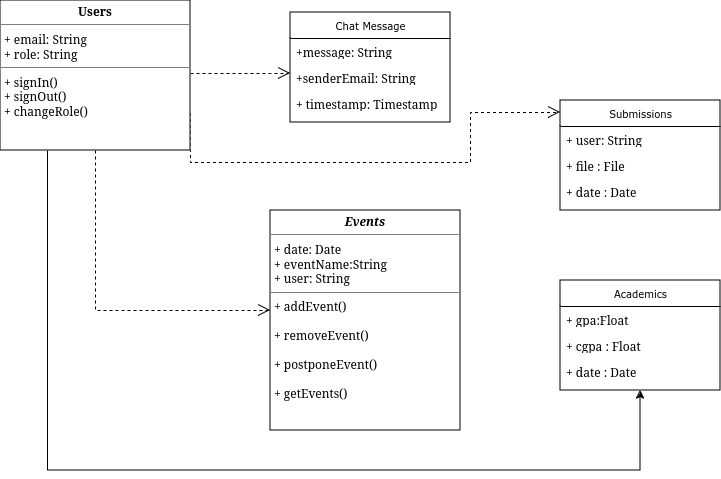 Users
+ email: String
+ role: String
+ signIn()
+ signOut()
+ changeRole()
Chat Message
+message: String
+senderEmail: String
+ timestamp: Timestamp
Submissions
+ user: String
+ file : File
+ date : Date
Events
+ date: Date
+ eventName:String
+ user: String
+ addEvent()
+ removeEvent()
+ postponeEvent()
+ getEvents()
Academics
+ gpa:Float
+ cgpa : Float
+ date : Date